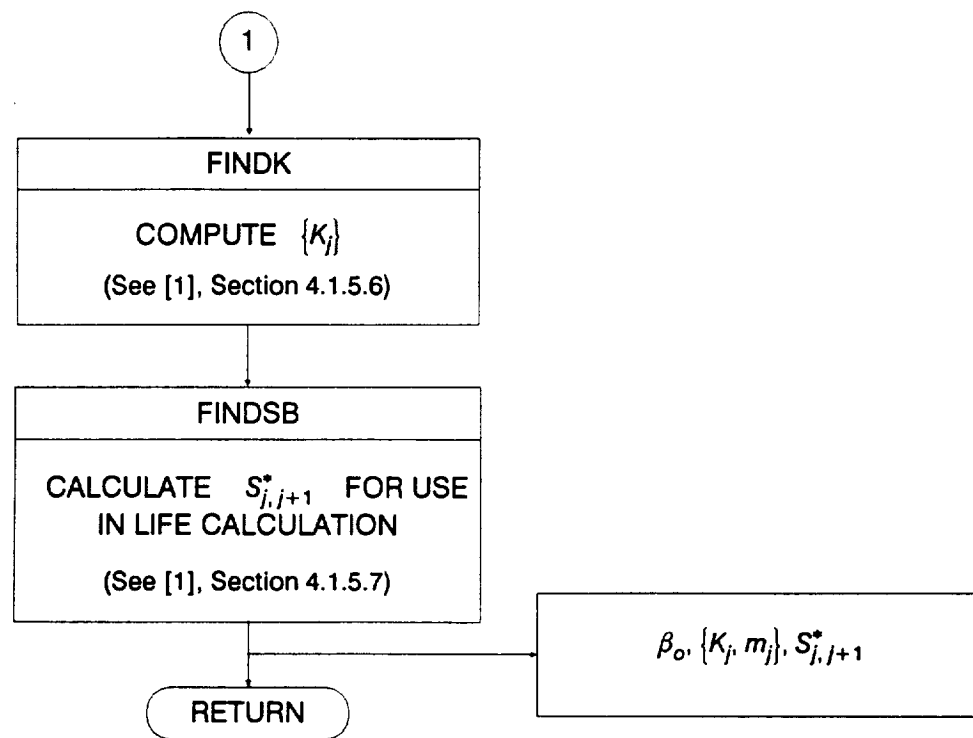 1
FINDK
COMPUTE {K_j}
(See [1], Section 4.1.5.6)
FINDSB
CALCULATE S*_{j, j+1} FOR USE
IN LIFE CALCULATION
(See [1], Section 4.1.5.7)
β_o, {K_j, m_j}, S*_{j, j+1}
RETURN